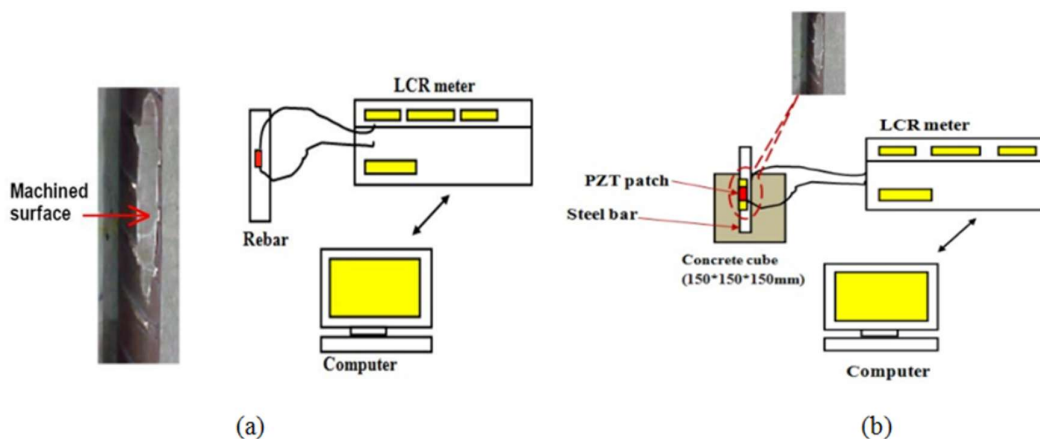 Machined
surface
LCR meter
Rebar
Computer
(a)
LCR meter
PZT patch
Steel bar
Concrete cube
(150*150*150mm)
Computer
(b)